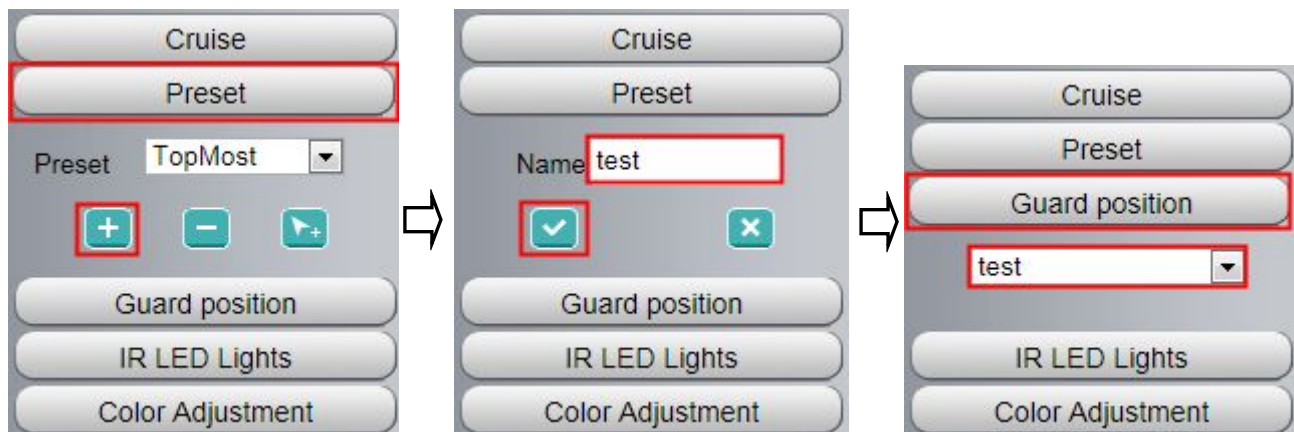 Cruise
Preset
Preset TopMost
Guard position
IR LED Lights
Color Adjustment
Cruise
Preset
Name test
Guard position
IR LED Lights
Color Adjustment
Cruise
Preset
Guard position
test
IR LED Lights
Color Adjustment